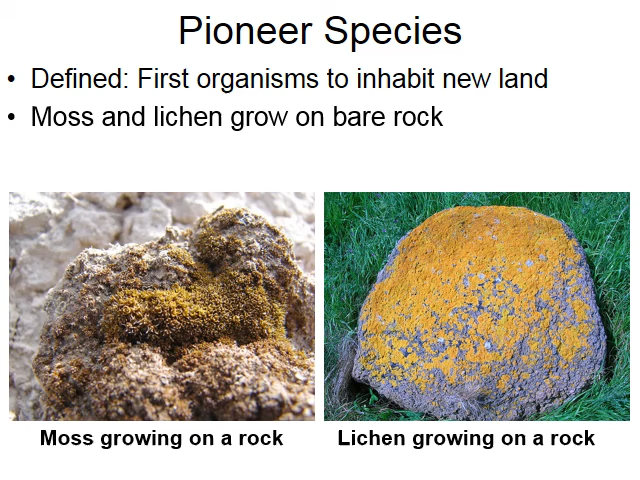 Pioneer Species
• Defined: First organisms to inhabit new land
• Moss and lichen grow on bare rock
Moss growing on a rock
Lichen growing on a rock